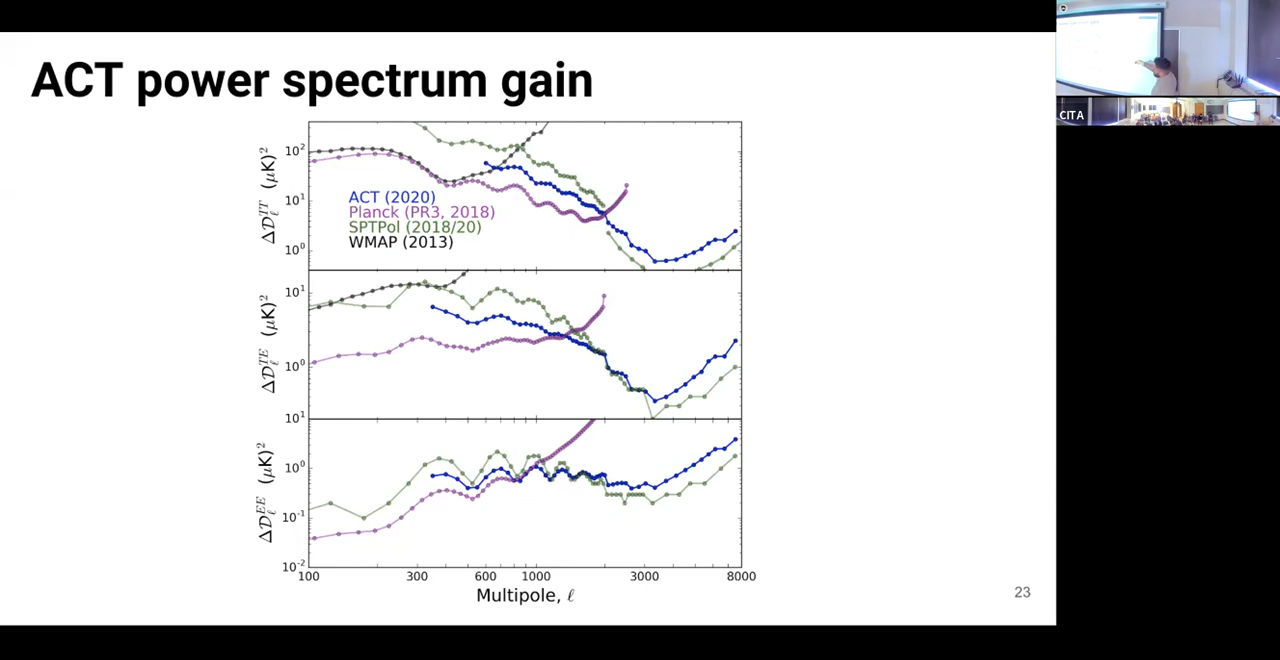 ACT power spectrum gain
ΔD_ℓ^TT (μK)²
10²
10¹
10⁰
ACT (2020)
Planck (PR3, 2018)
SPTPol (2018/20)
WMAP (2013)
ΔD_ℓ^TE (μK)²
10¹
10⁰
10¹
ΔD_ℓ^EE (μK)²
10⁰
10⁻¹
10⁻²
100 300 600 1000 3000 8000
Multipole, ℓ
23
CITA